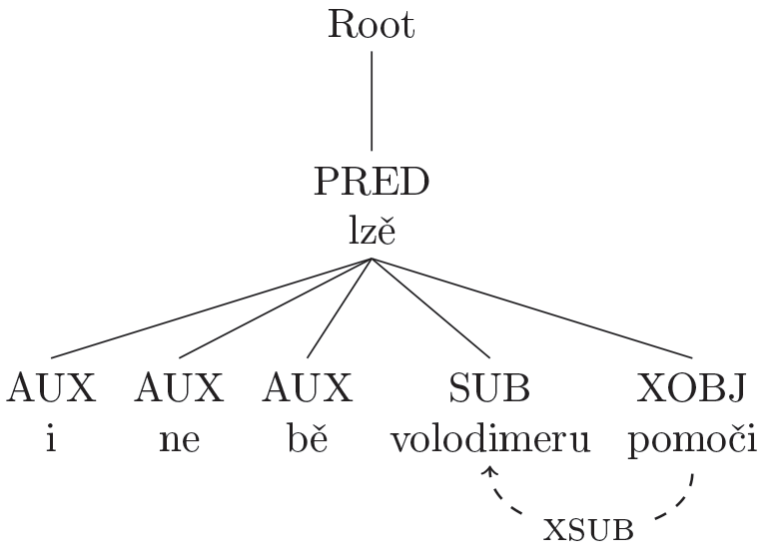 Root
PRED
lzě
AUX AUX AUX SUB XOBJ
i ne bě volodimeru pomoči
XSUB